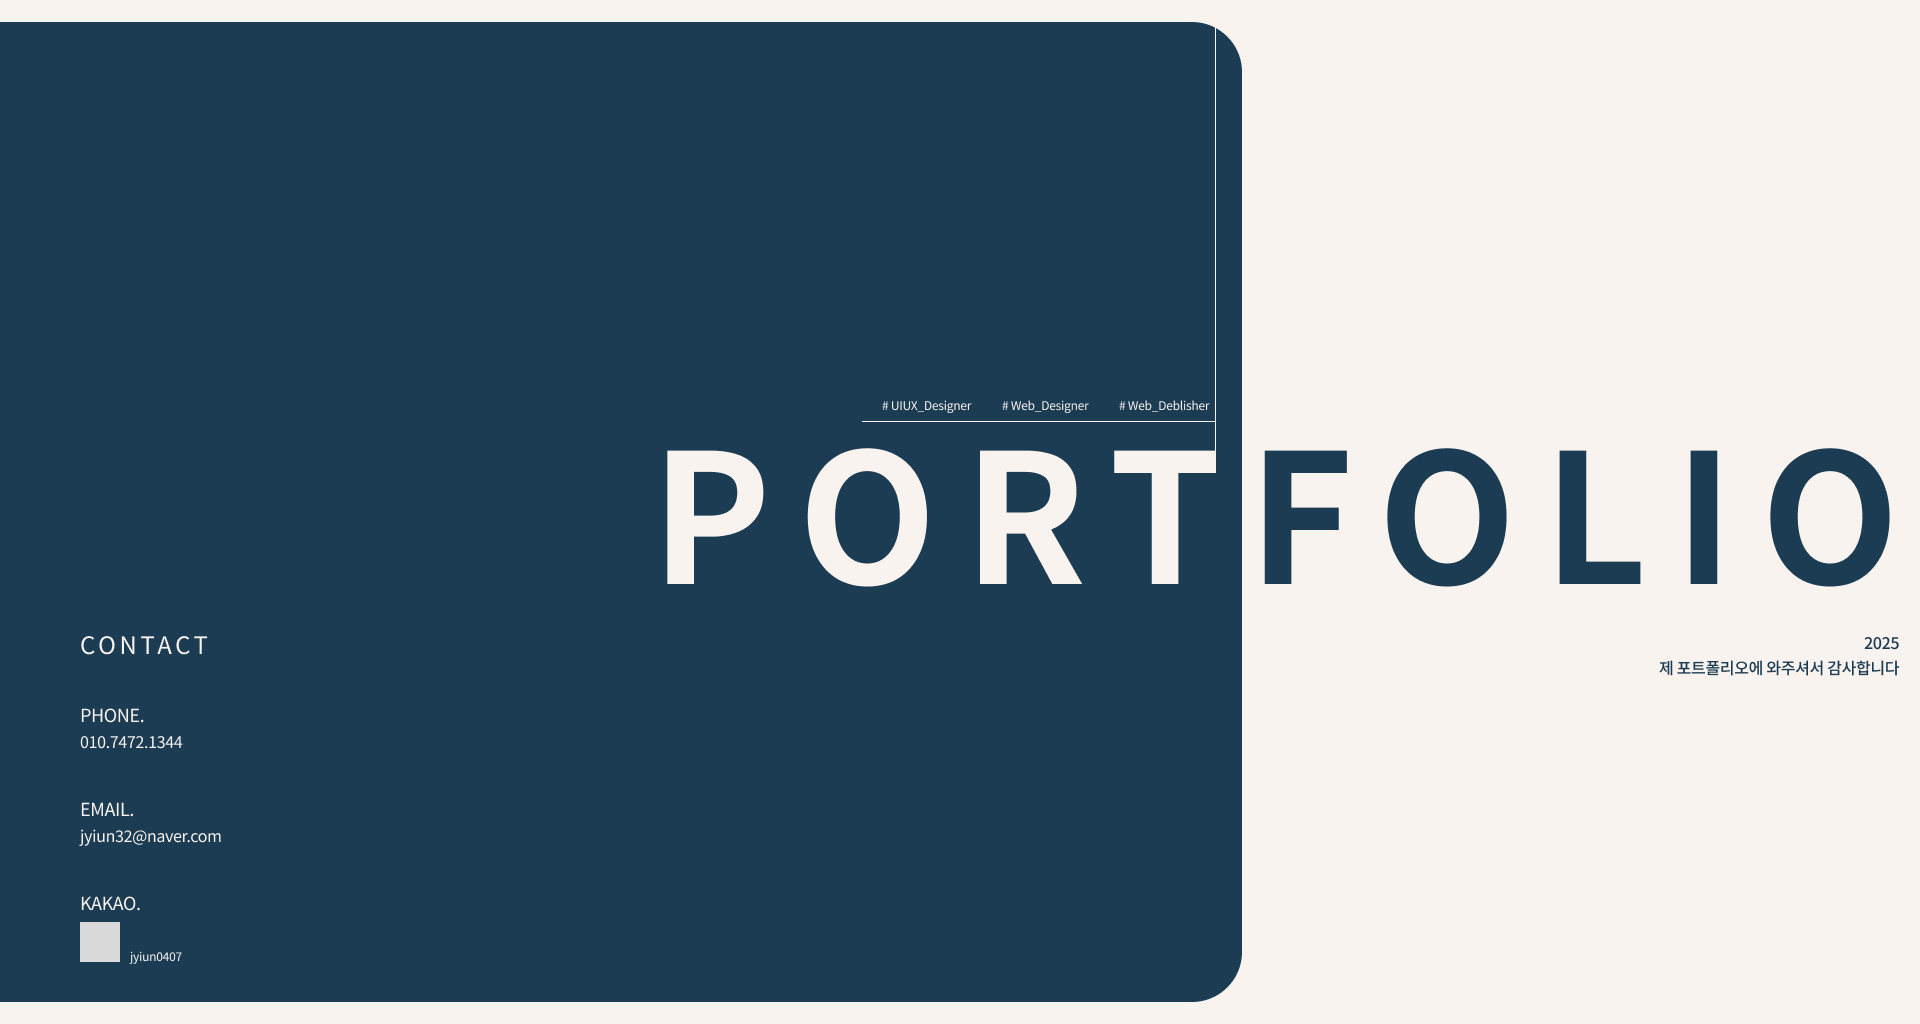 # UIUX_Designer # Web_Designer # Web_Deblisher
PORTFOLIO
CONTACT
PHONE.
010.7472.1344
EMAIL.
jyiun32@naver.com
KAKAO.
jyiun0407
2025
제 포트폴리오에 와주셔서 감사합니다